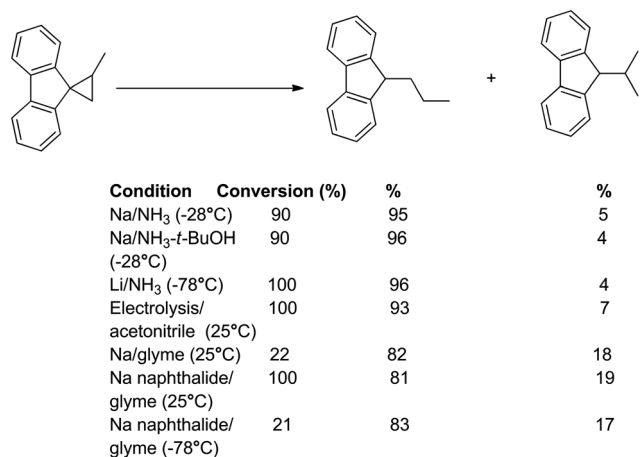 +
Condition Conversion (%) % %
Na/NH₃ (-28°C) 90 95 5
Na/NH₃-t-BuOH 90 96 4
(-28°C)
Li/NH₃ (-78°C) 100 96 4
Electrolysis/ 100 93 7
acetonitrile (25°C)
Na/glyme (25°C) 22 82 18
Na naphthalide/ 100 81 19
glyme (25°C)
Na naphthalide/ 21 83 17
glyme (-78°C)